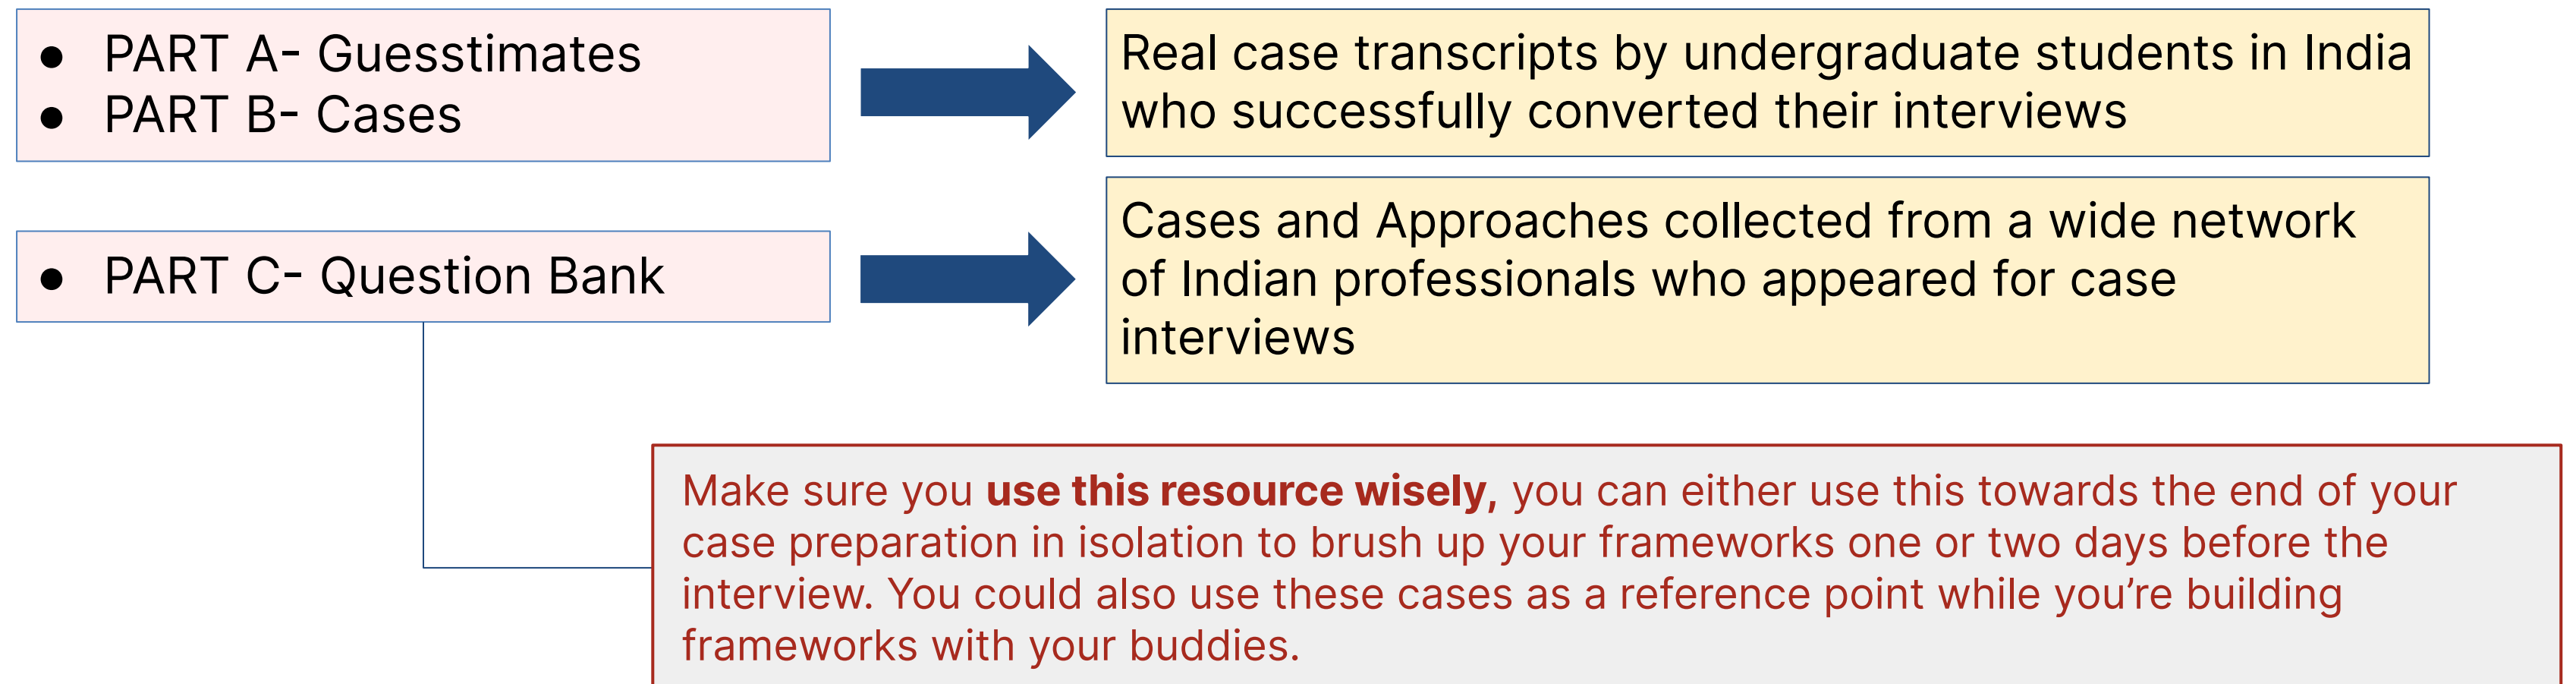 ● PART A- Guesstimates
● PART B- Cases
Real case transcripts by undergraduate students in India
who successfully converted their interviews
● PART C- Question Bank
Cases and Approaches collected from a wide network
of Indian professionals who appeared for case
interviews
Make sure you use this resource wisely, you can either use this towards the end of your
case preparation in isolation to brush up your frameworks one or two days before the
interview. You could also use these cases as a reference point while you’re building
frameworks with your buddies.